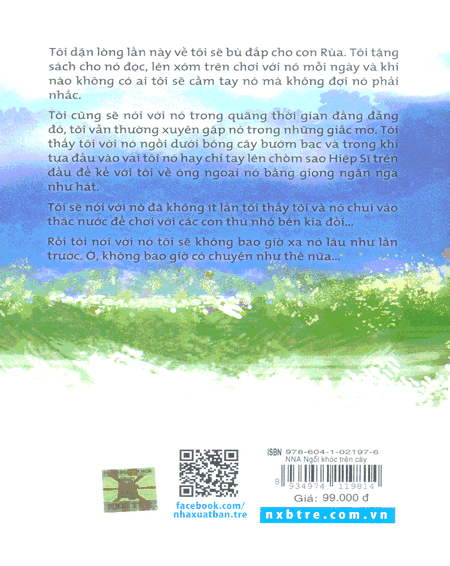 Tôi dặn lòng lần này về tôi sẽ bù đắp cho con Rùa. Tôi tặng
sách cho nó đọc, lên xóm trên chơi với nó mỗi ngày và khi
nào không có ai tôi sẽ cầm tay nó mà không đợi nó phải
nhắc.
Tôi cũng sẽ nói với nó trong quãng thời gian đằng đẵng
đó, tôi vẫn thường xuyên gặp nó trong những giấc mơ. Tôi
thấy tôi với nó ngồi dưới bóng cây bướm bạc và trong khi
tựa đầu vào vai tôi nó hay chỉ tay lên chòm sao Hiệp Sĩ trên
đầu để kể với tôi về ông ngoại nó bằng giọng ngân nga
như hát.
Tôi sẽ nói với nó đã không ít lần tôi thấy tôi và nó chui vào
thác nước để chơi với các con thú nhỏ bên kia đồi...
Rồi tôi nói với nó tôi sẽ không bao giờ xa nó lâu như lần
trước. Ờ, không bao giờ có chuyện như thế nữa...
ISBN 978-604-1-02197-6
NNA Ngồi khóc trên cây
8 934974 119814
Giá: 99.000 đ
facebook.com/
nhaxuatban.tre
nxbtre.com.vn